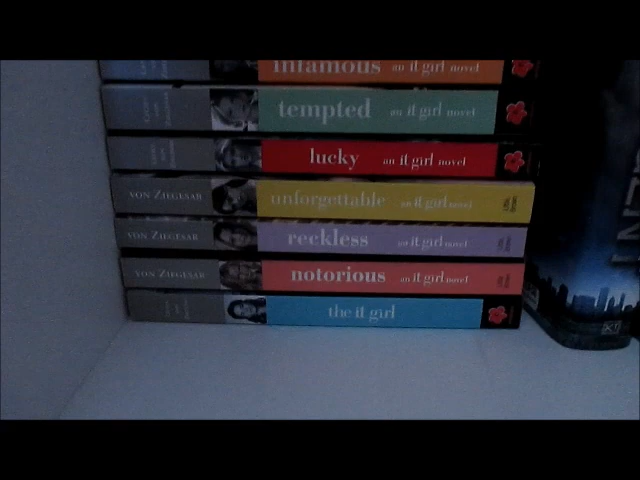 infamous an it girl novel
tempted an it girl novel
lucky an it girl novel
VON ZIEGESAR unforgettable an it girl novel
VON ZIEGESAR reckless an it girl novel
VON ZIEGESAR notorious an it girl novel
the it girl